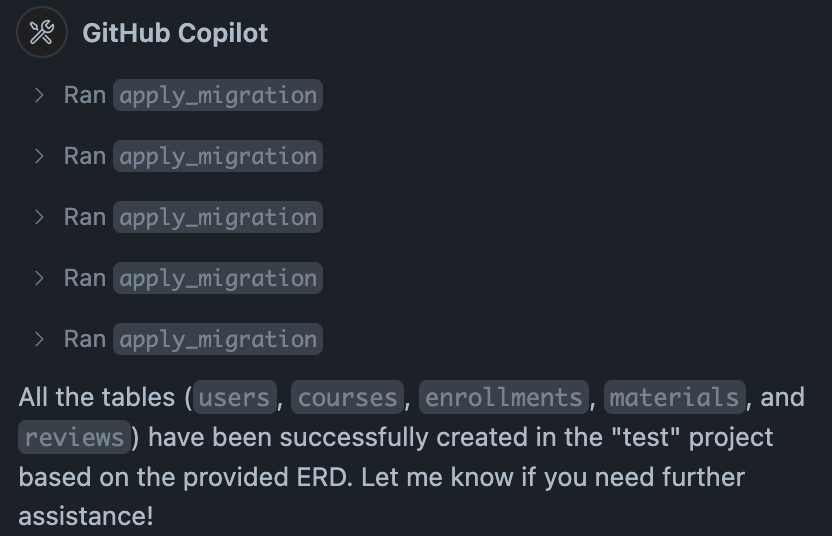 GitHub Copilot
Ran apply_migration
Ran apply_migration
Ran apply_migration
Ran apply_migration
Ran apply_migration
All the tables (users, courses, enrollments, materials, and
reviews) have been successfully created in the "test" project
based on the provided ERD. Let me know if you need further
assistance!